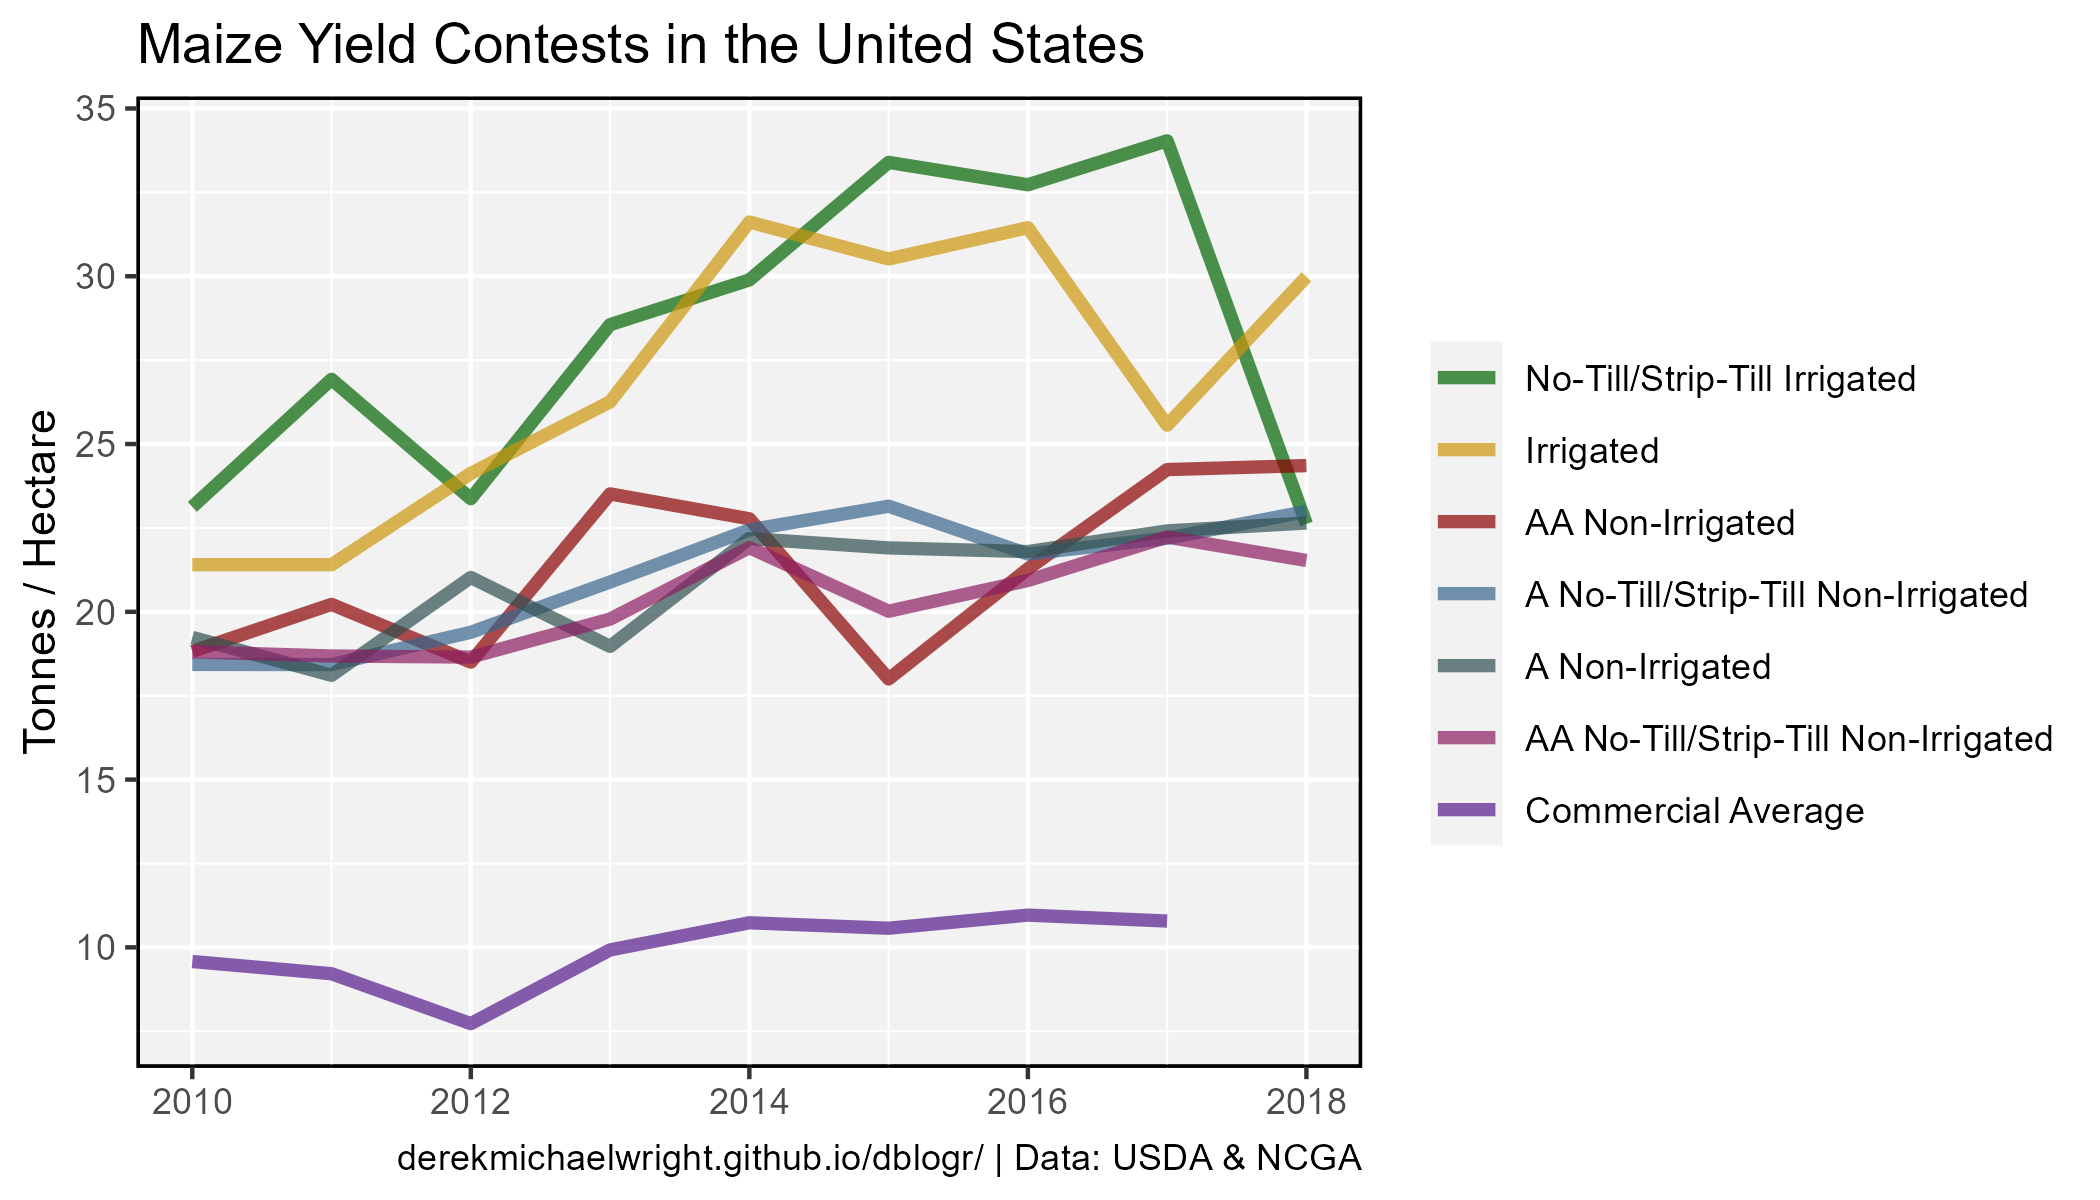 Maize Yield Contests in the United States
Tonnes / Hectare
35
30
25
20
15
10
2010 2012 2014 2016 2018
No-Till/Strip-Till Irrigated
Irrigated
AA Non-Irrigated
A No-Till/Strip-Till Non-Irrigated
A Non-Irrigated
AA No-Till/Strip-Till Non-Irrigated
Commercial Average
derekmichaelwright.github.io/dblogr/ | Data: USDA & NCGA